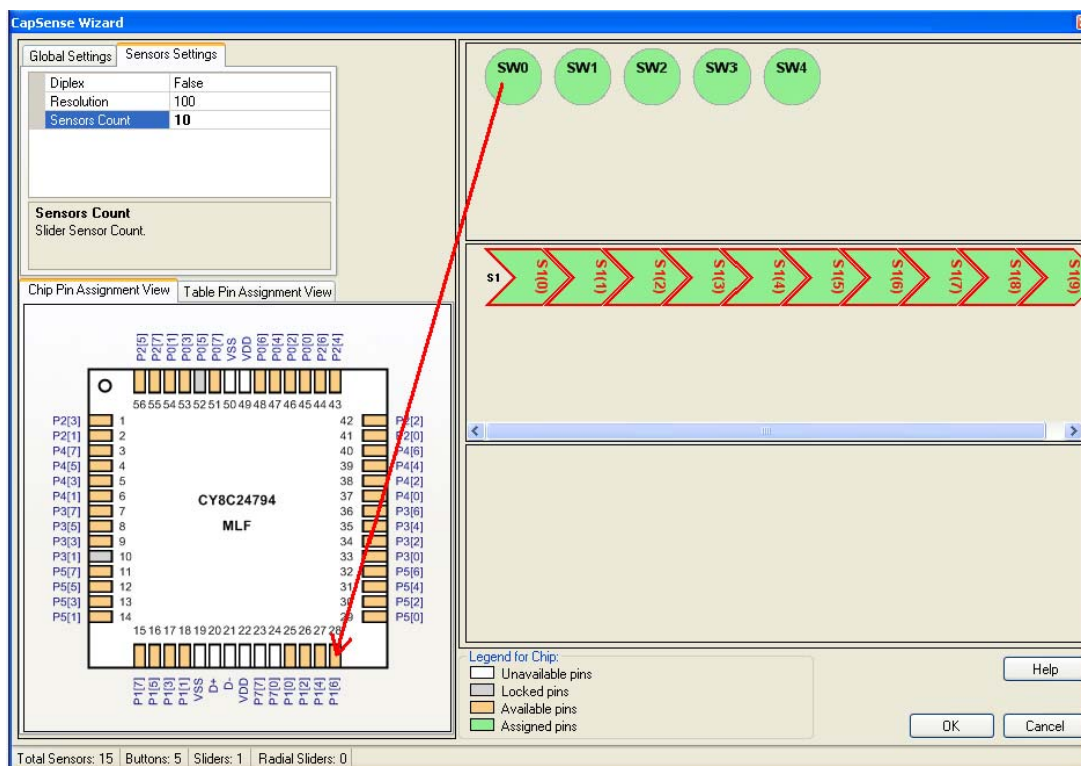 CapSense Wizard
Global Settings Sensors Settings
Diplex False
Resolution 100
Sensors Count 10
Sensors Count
Slider Sensor Count.
SW0 SW1 SW2 SW3 SW4
S1 S1(0) S1(1) S1(2) S1(3) S1(4) S1(5) S1(6) S1(7) S1(8) S1(9)
Chip Pin Assignment View Table Pin Assignment View
P2[5] P2[7] P0[1] P0[3] P0[5] P0[7] VSS VDD P0[6] P0[4] P0[2] P0[0] P2[6] P2[4]
56 55 54 53 52 51 50 49 48 47 46 45 44 43
P2[3] 1 42 P2[2]
P2[1] 2 41 P2[0]
P4[7] 3 40 P4[6]
P4[5] 4 39 P4[4]
P4[3] 5 38 P4[2]
P4[1] 6 37 P4[0]
CY8C24794
P3[7] 7 36 P3[6]
P3[5] 8 35 P3[4]
MLF
P3[3] 9 34 P3[2]
P3[1] 10 33 P3[0]
P5[7] 11 32 P5[6]
P5[5] 12 31 P5[4]
P5[3] 13 30 P5[2]
P5[1] 14 29 P5[0]
15 16 17 18 19 20 21 22 23 24 25 26 27 28
P1[7] P1[5] P1[3] P1[1] VSS D+ D- VDD P7[7] P7[0] P1[0] P1[2] P1[4] P1[6]
Legend for Chip:
Unavailable pins
Locked pins
Available pins
Assigned pins
Help
OK Cancel
Total Sensors: 15 Buttons: 5 Sliders: 1 Radial Sliders: 0